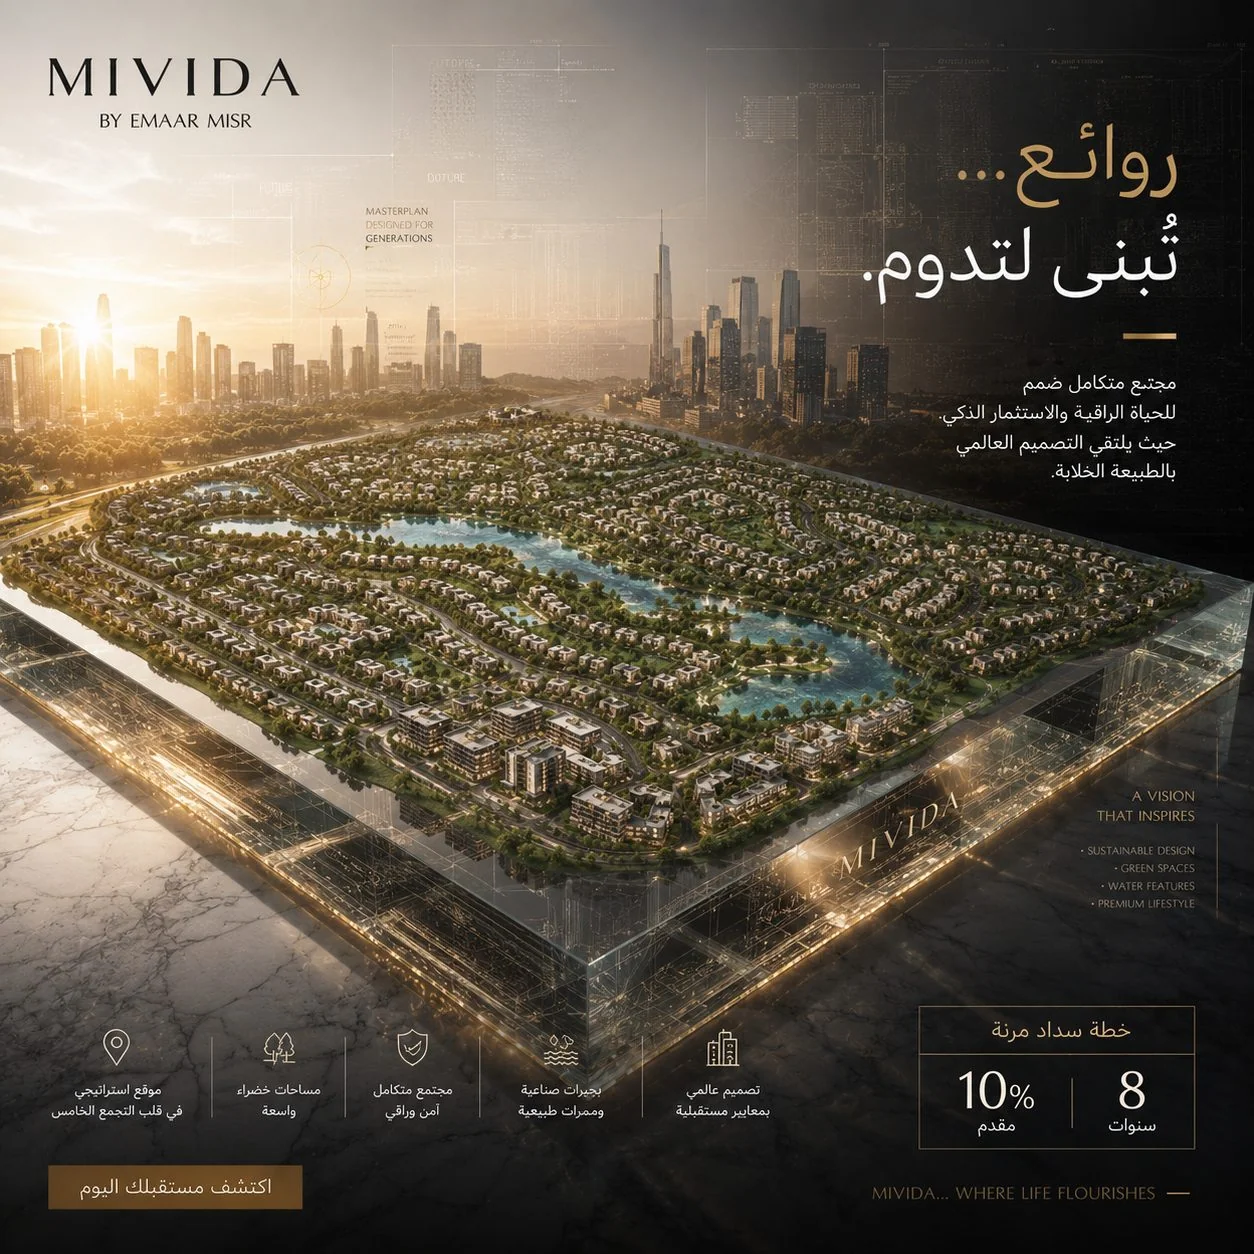 MIVIDA
BY EMAAR MISR
روائع...
تُبنى لتدوم.
مجتمع متكامل ضمم
للحياة الراقية والاستثمار الذكي.
حيث يلتقي التصميم العالمي
بالطبيعة الخلابة.
MASTERPLAN
DESIGNED FOR
GENERATIONS
MIVIDA
A VISION
THAT INSPIRES
• SUSTAINABLE DESIGN
• GREEN SPACES
• WATER FEATURES
• PREMIUM LIFESTYLE
تصميم عالمي
بمعايير مستقبلية
بحيرات صناعية
وممرات طبيعية
مجتمع متكامل
آمن وراقي
مساحات خضراء
واسعة
موقع استراتيجي
في قلب التجمع الخامس
خطة سداد مرنة
8
سنوات
10%
مقدم
اكتشف مستقبلك اليوم
MIVIDA... WHERE LIFE FLOURISHES